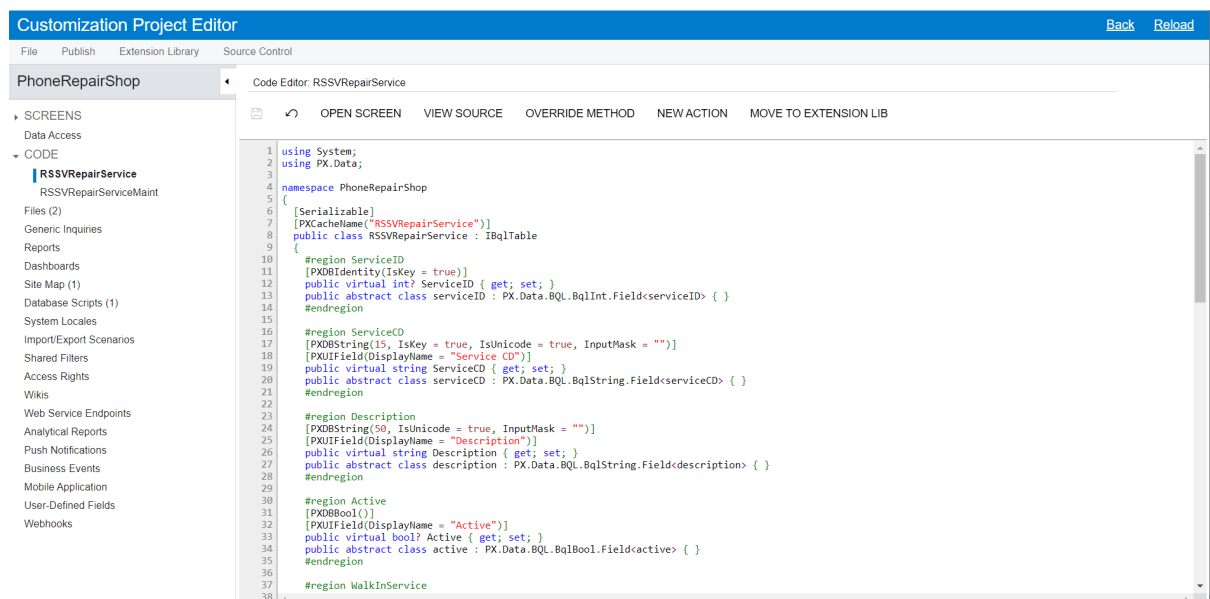 Customization Project Editor
Back Reload
File Publish Extension Library Source Control
PhoneRepairShop
SCREENS
Data Access
CODE
RSSVRepairService
RSSVRepairServiceMaint
Files (2)
Generic Inquiries
Reports
Dashboards
Site Map (1)
Database Scripts (1)
System Locales
Import/Export Scenarios
Shared Filters
Access Rights
Wikis
Web Service Endpoints
Analytical Reports
Push Notifications
Business Events
Mobile Application
User-Defined Fields
Webhooks
Code Editor: RSSVRepairService
OPEN SCREEN VIEW SOURCE OVERRIDE METHOD NEW ACTION MOVE TO EXTENSION LIB
1 using System;
2 using PX.Data;
3
4 namespace PhoneRepairShop
5 {
6 [Serializable]
7 [PXCacheName("RSSVRepairService")]
8 public class RSSVRepairService : IBqlTable
9 {
10 #region ServiceID
11 [PXDBIdentity(IsKey = true)]
12 public virtual int? ServiceID { get; set; }
13 public abstract class serviceID : PX.Data.BQL.BqlInt.Field<serviceID> { }
14 #endregion
15
16 #region ServiceCD
17 [PXDBString(15, IsKey = true, IsUnicode = true, InputMask = "")]
18 [PXUIField(DisplayName = "Service CD")]
19 public virtual string ServiceCD { get; set; }
20 public abstract class serviceCD : PX.Data.BQL.BqlString.Field<serviceCD> { }
21 #endregion
22
23 #region Description
24 [PXDBString(50, IsUnicode = true, InputMask = "")]
25 [PXUIField(DisplayName = "Description")]
26 public virtual string Description { get; set; }
27 public abstract class description : PX.Data.BQL.BqlString.Field<description> { }
28 #endregion
29
30 #region Active
31 [PXDBBool()]
32 [PXUIField(DisplayName = "Active")]
33 public virtual bool? Active { get; set; }
34 public abstract class active : PX.Data.BQL.BqlBool.Field<active> { }
35 #endregion
36
37 #region WalkInService
38